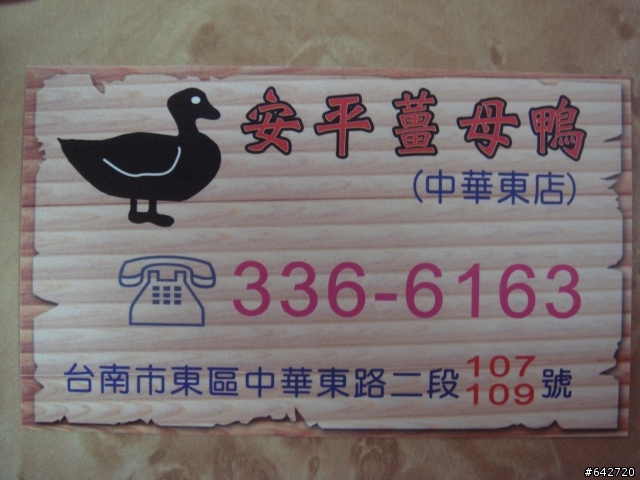 安平薑母鴨
(中華東店)
336-6163
台南市東區中華東路二段107 109號
#642720